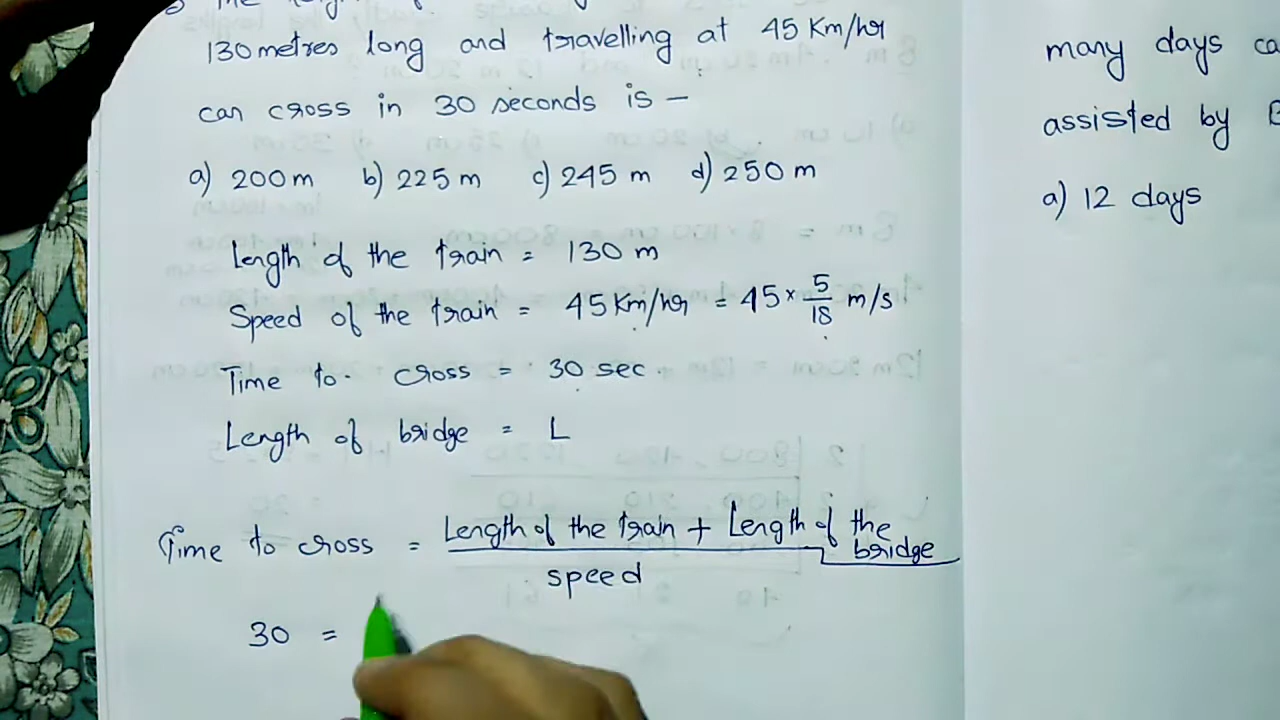 130 metres long and travelling at 45 Km/hr
can cross in 30 seconds is -
a) 200 m b) 225 m c) 245 m d) 250 m
Length of the train = 130 m
Speed of the train = 45 Km/hr = 45 × 5/18 m/s
Time to cross = 30 sec.
Length of bridge = L
Time to cross = Length of the train + Length of the bridge
speed
30 =
many days
assisted by
a) 12 days